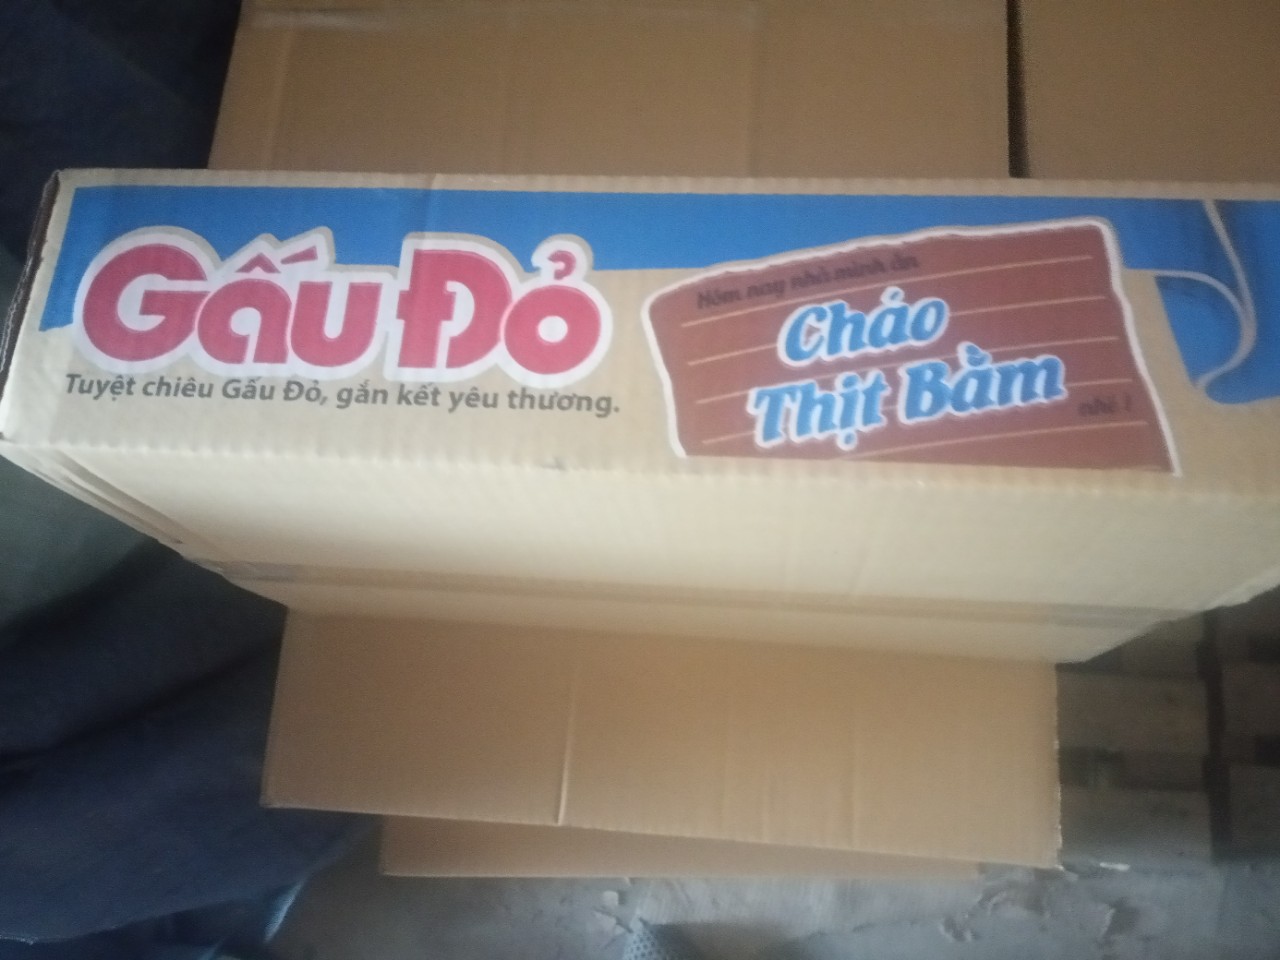 Gấu Đỏ
Tuyệt chiêu Gấu Đỏ, gắn kết yêu thương.
Hôm nay nhà mình ăn
Cháo
Thịt Bằm
nhé !